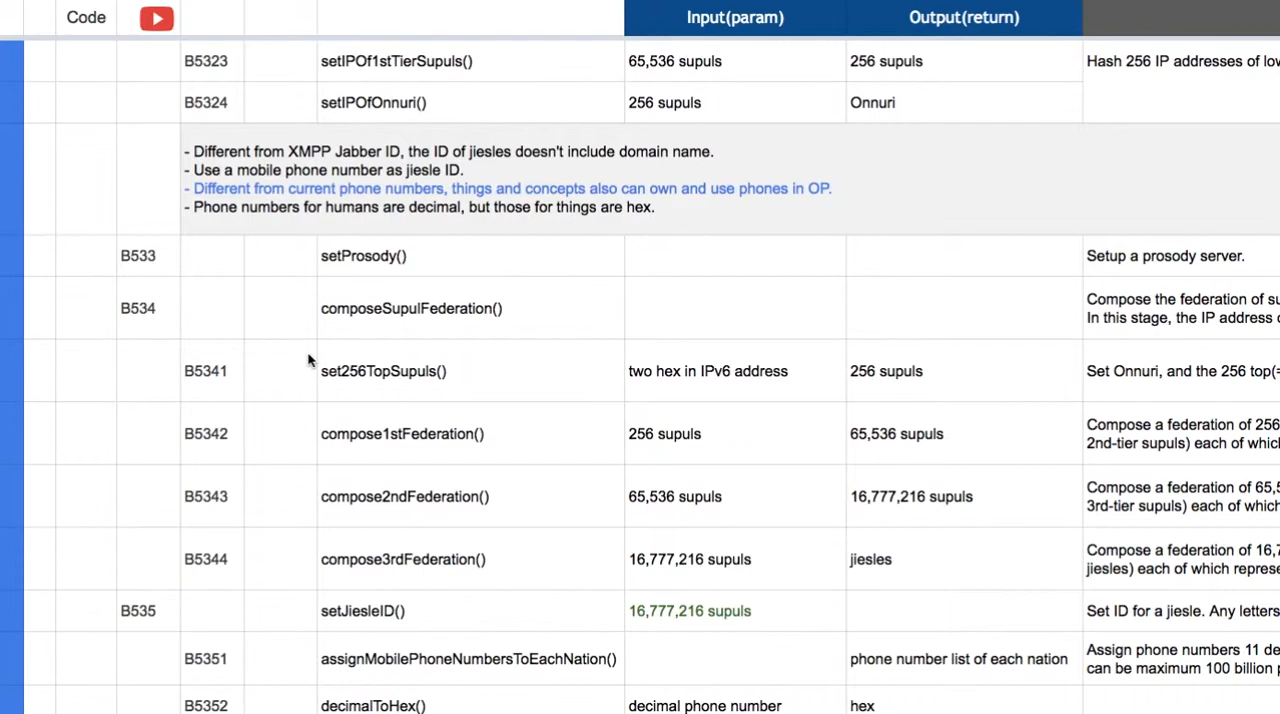 Code
Input(param)
Output(return)
B5323
setIPOf1stTierSupuls()
65,536 supuls
256 supuls
Hash 256 IP addresses of
B5324
setIPOfOnnuri()
256 supuls
Onnuri
- Different from XMPP Jabber ID, the ID of jiesles doesn't include domain name.
- Use a mobile phone number as jiesle ID.
- Different from current phone numbers, things and concepts also can own and use phones in OP.
- Phone numbers for humans are decimal, but those for things are hex.
B533
setProsody()
Setup a prosody server.
B534
composeSupulFederation()
Compose the federation of
In this stage, the IP address
B5341
set256TopSupuls()
two hex in IPv6 address
256 supuls
Set Onnuri, and the 256 top(=
B5342
compose1stFederation()
256 supuls
65,536 supuls
Compose a federation of 256
2nd-tier supuls) each of which
B5343
compose2ndFederation()
65,536 supuls
16,777,216 supuls
Compose a federation of
3rd-tier supuls) each of which
B5344
compose3rdFederation()
16,777,216 supuls
jiesles
Compose a federation of
jiesles) each of which
B535
setJiesleID()
16,777,216 supuls
Set ID for a jiesle. Any letters
B5351
assignMobilePhoneNumbersToEachNation()
phone number list of each nation
Assign phone numbers 11
can be maximum 100 billion
B5352
decimalToHex()
decimal phone number
hex